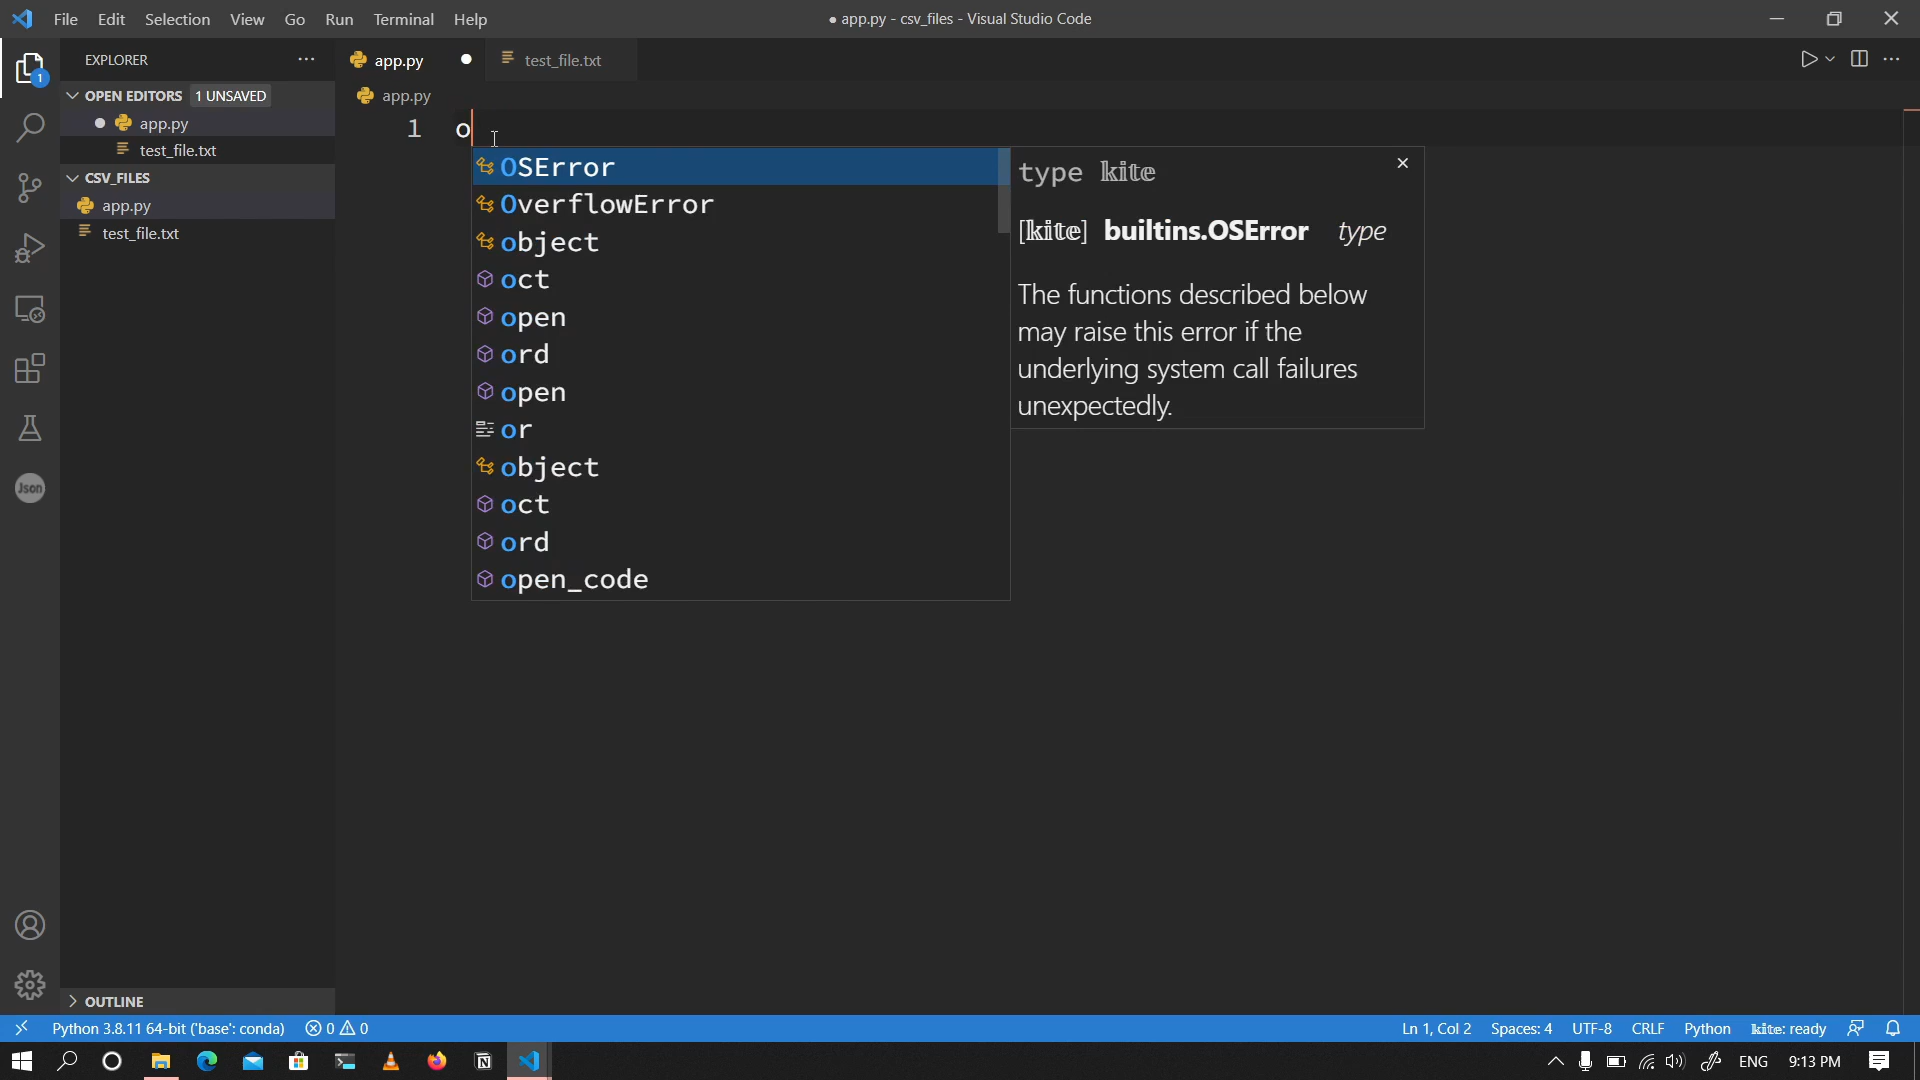 File Edit Selection View Go Run Terminal Help
● app.py - csv_files - Visual Studio Code
EXPLORER
app.py
test_file.txt
1
OPEN EDITORS 1 UNSAVED
app.py
test_file.txt
CSV_FILES
app.py
test_file.txt
Json
OUTLINE
app.py
1 o
OSError
OverflowError
object
oct
open
ord
open
or
object
oct
ord
open_code
type kite
[kite] builtins.OSError type
The functions described below
may raise this error if the
underlying system call failures
unexpectedly.
Python 3.8.11 64-bit ('base': conda) 0 0
Ln 1, Col 2 Spaces: 4 UTF-8 CRLF Python kite: ready
ENG 9:13 PM